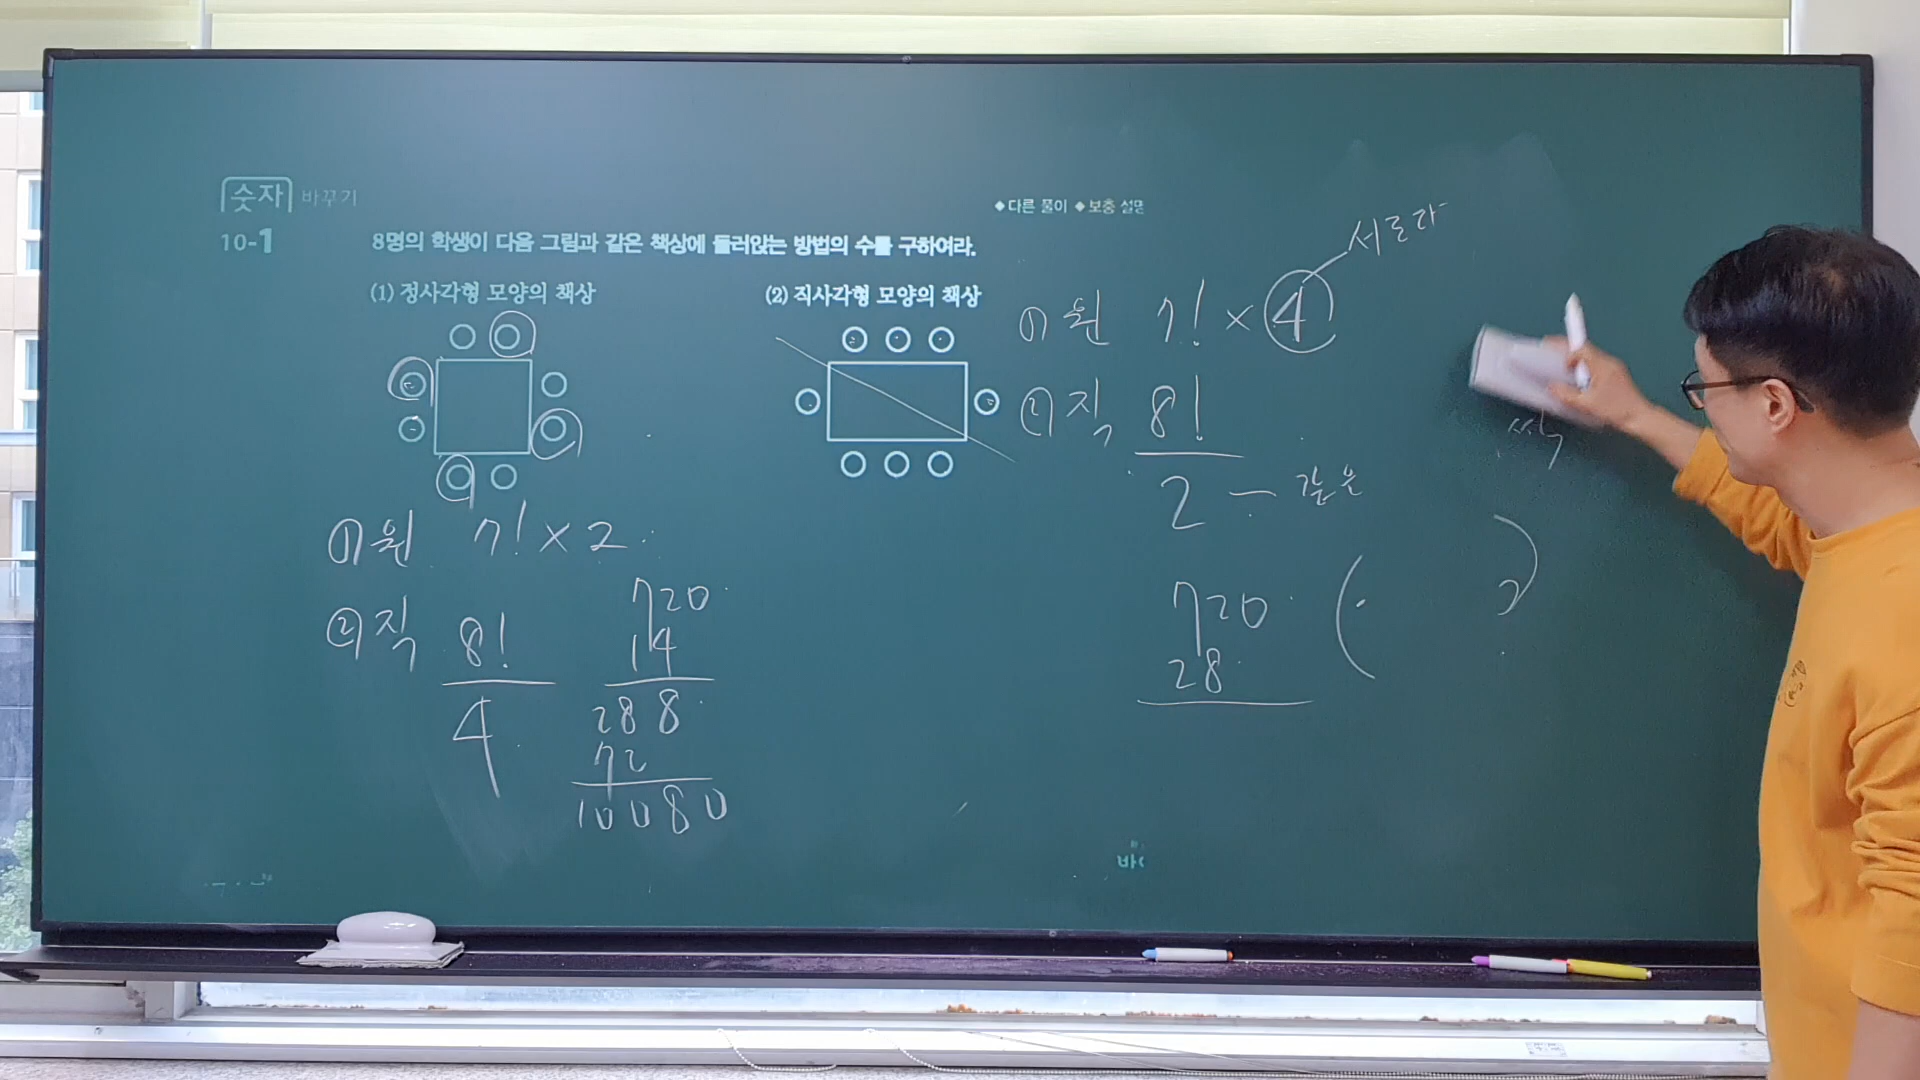 숫자 바꾸기
◆다른 풀이 ◆보충 설명
10-1 8명의 학생이 다음 그림과 같은 책상에 둘러앉는 방법의 수를 구하여라.
(1) 정사각형 모양의 책상
(2) 직사각형 모양의 책상
① 원 7! × 2
② 직 8!
4
720
14
288
72
10080
서로 다
① 원 7! × 4
② 직 8!
2 — 같은
720
28
( )